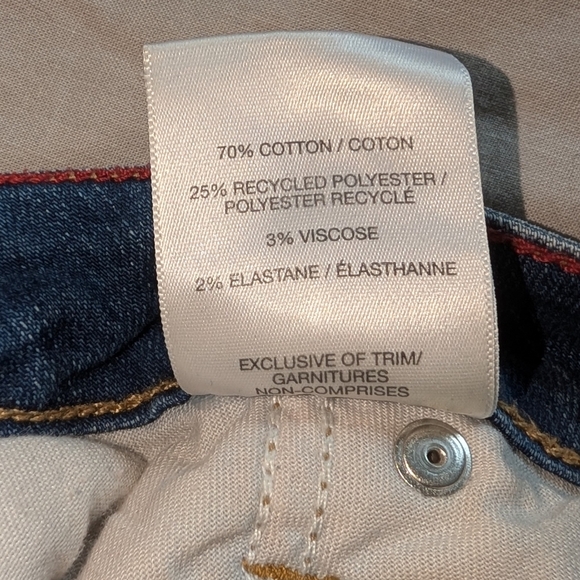 70% COTTON / COTON
25% RECYCLED POLYESTER /
POLYESTER RECYCLÉ
3% VISCOSE
2% ELASTANE / ÉLASTHANNE
EXCLUSIVE OF TRIM/
GARNITURES
NON-COMPRISES